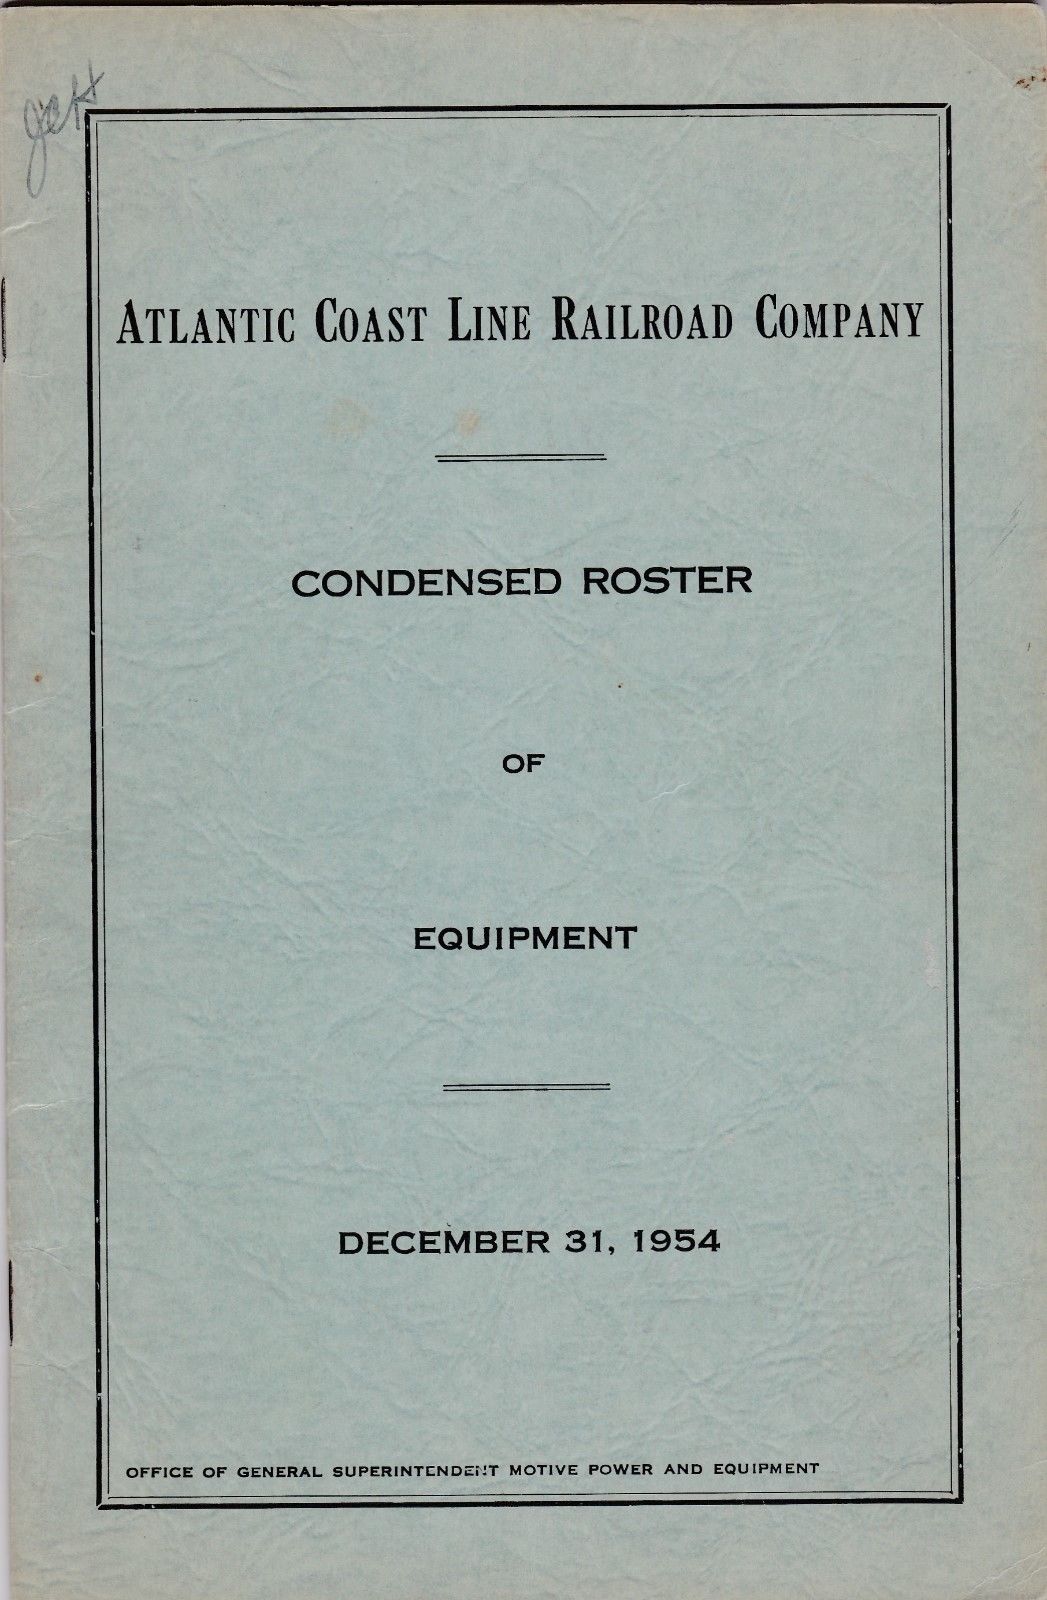 ATLANTIC COAST LINE RAILROAD COMPANY
CONDENSED ROSTER
OF
EQUIPMENT
DECEMBER 31, 1954
OFFICE OF GENERAL SUPERINTENDENT MOTIVE POWER AND EQUIPMENT